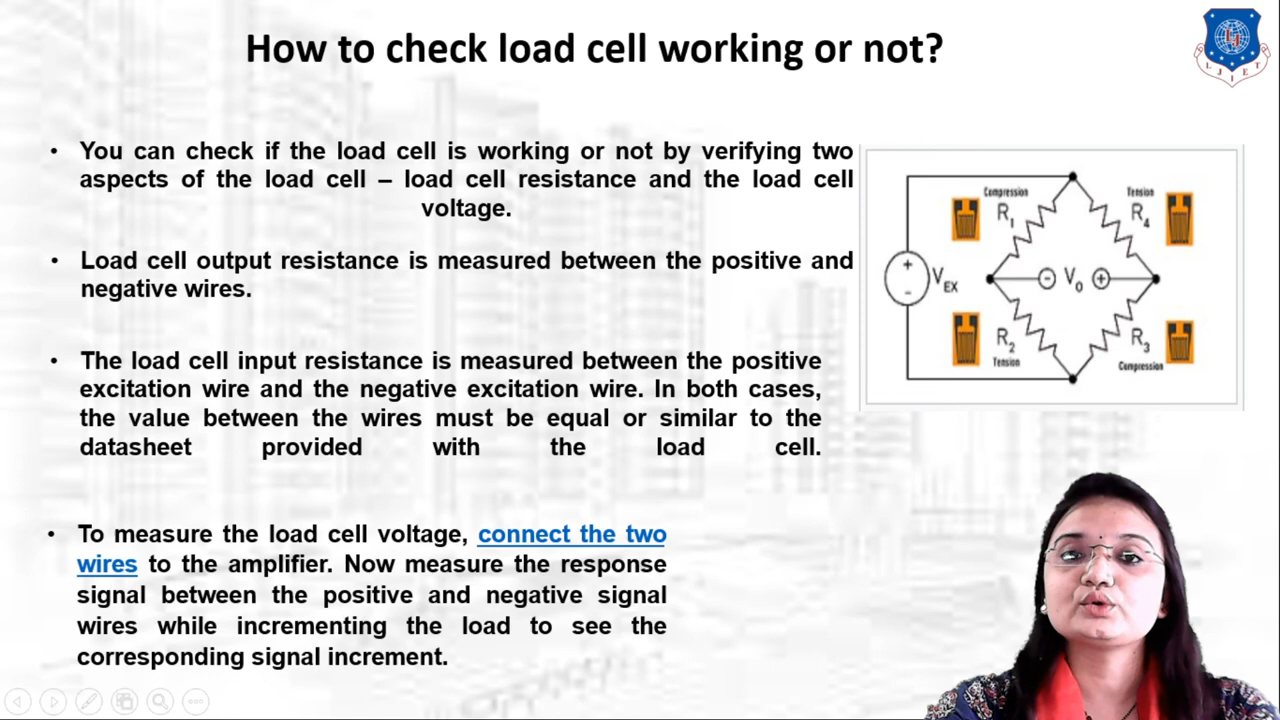 How to check load cell working or not?
L J I E T
• You can check if the load cell is working or not by verifying two
aspects of the load cell – load cell resistance and the load cell
voltage.
• Load cell output resistance is measured between the positive and
negative wires.
• The load cell input resistance is measured between the positive
excitation wire and the negative excitation wire. In both cases,
the value between the wires must be equal or similar to the
datasheet provided with the load cell.
• To measure the load cell voltage, connect the two
wires to the amplifier. Now measure the response
signal between the positive and negative signal
wires while incrementing the load to see the
corresponding signal increment.
Compression
R1
Tension
R4
+
-
VEX
- V0 +
R2
Tension
R3
Compression